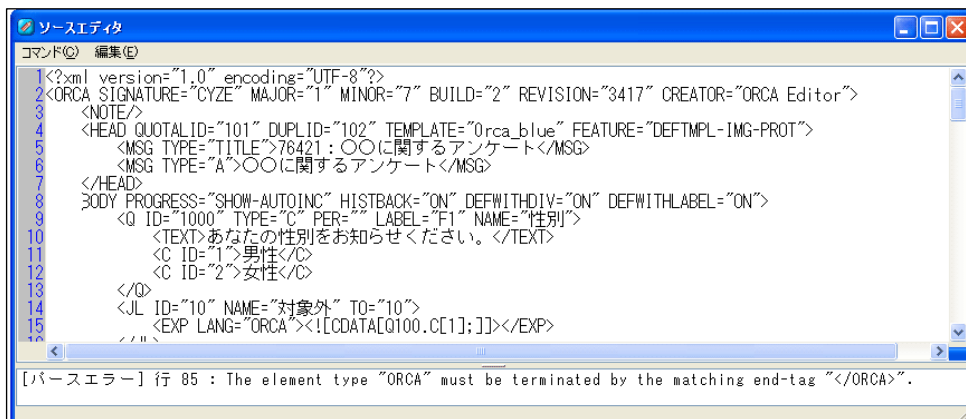 ソースエディタ
コマンド(C) 編集(E)
1<?xml version="1.0" encoding="UTF-8"?>
2<ORCA SIGNATURE="CYZE" MAJOR="1" MINOR="7" BUILD="2" REVISION="3417" CREATOR="ORCA Editor">
3 <NOTE/>
4 <HEAD QUOTALID="101" DUPLID="102" TEMPLATE="Orca_blue" FEATURE="DEFTMPL-IMG-PROT">
5 <MSG TYPE="TITLE">76421:〇〇に関するアンケート</MSG>
6 <MSG TYPE="A">〇〇に関するアンケート</MSG>
7 </HEAD>
8 BODY PROGRESS="SHOW-AUTOINC" HISTBACK="ON" DEFWITHDIV="ON" DEFWITHLABEL="ON">
9 <Q ID="1000" TYPE="C" PER="" LABEL="F1" NAME="性別">
10 <TEXT>あなたの性別をお知らせください。</TEXT>
11 <C ID="1">男性</C>
12 <C ID="2">女性</C>
13 </Q>
14 <JL ID="10" NAME="対象外" TO="10">
15 <EXP LANG="ORCA"><![CDATA[Q100.C[1];]]></EXP>
[パースエラー] 行 85 : The element type "ORCA" must be terminated by the matching end-tag "</ORCA>".